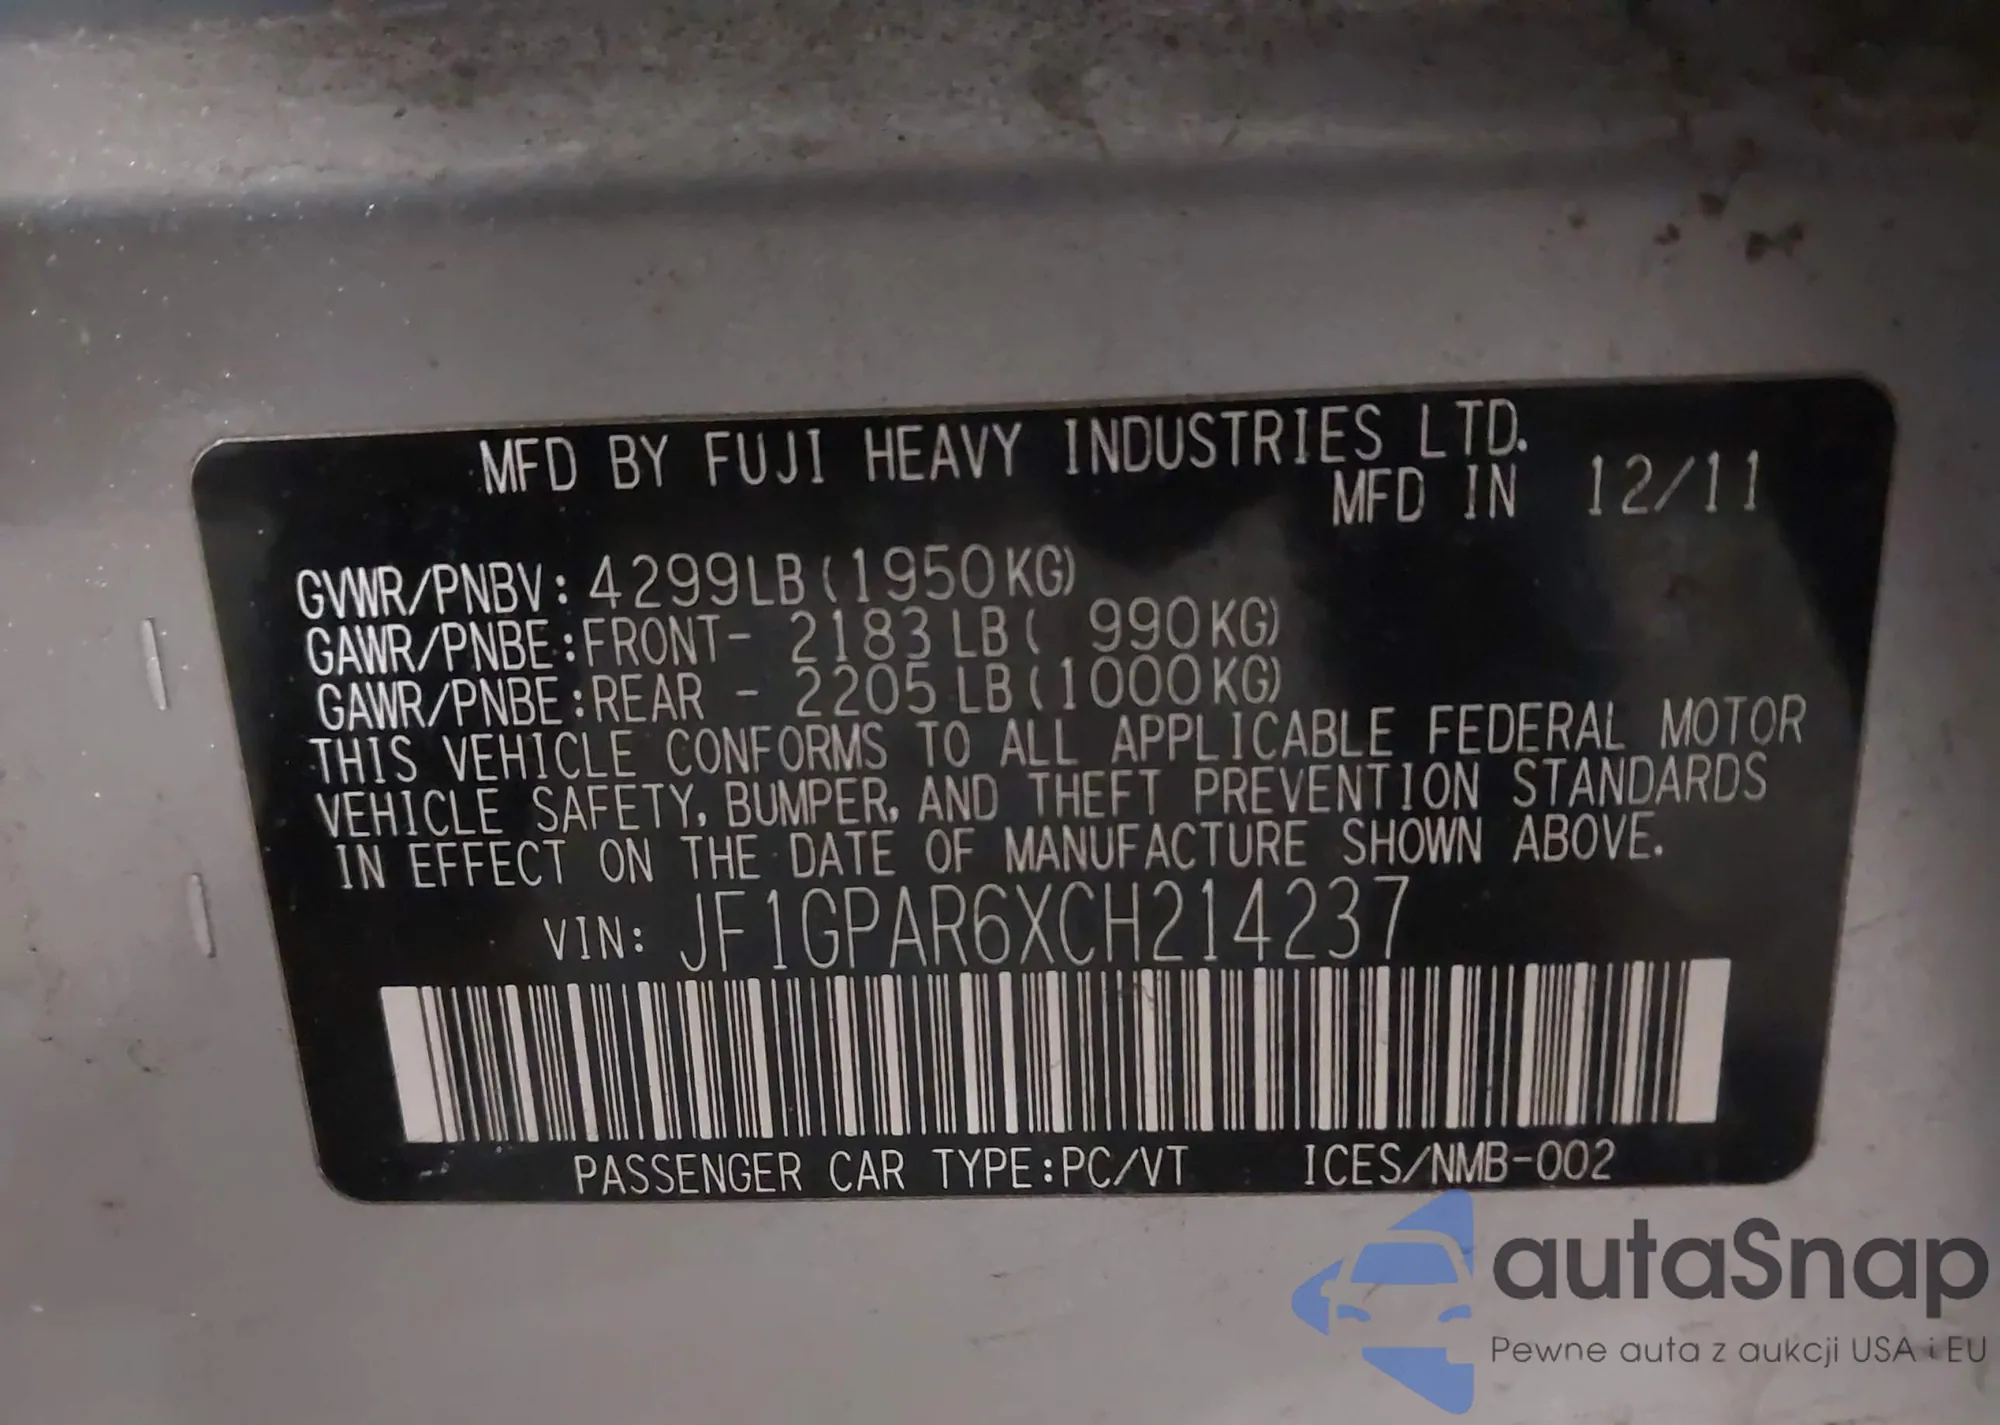 MFD BY FUJI HEAVY INDUSTRIES LTD.
MFD IN 12/11
GVWR/PNBV: 4299LB(1950KG)
GAWR/PNBE:FRONT- 2183LB( 990KG)
GAWR/PNBE:REAR - 2205LB(1000KG)
THIS VEHICLE CONFORMS TO ALL APPLICABLE FEDERAL MOTOR
VEHICLE SAFETY, BUMPER, AND THEFT PREVENTION STANDARDS
IN EFFECT ON THE DATE OF MANUFACTURE SHOWN ABOVE.
VIN: JF1GPAR6XCH214237
PASSENGER CAR TYPE:PC/VT ICES/NMB-002
autaSnap
Pewne auta z aukcji USA i EU